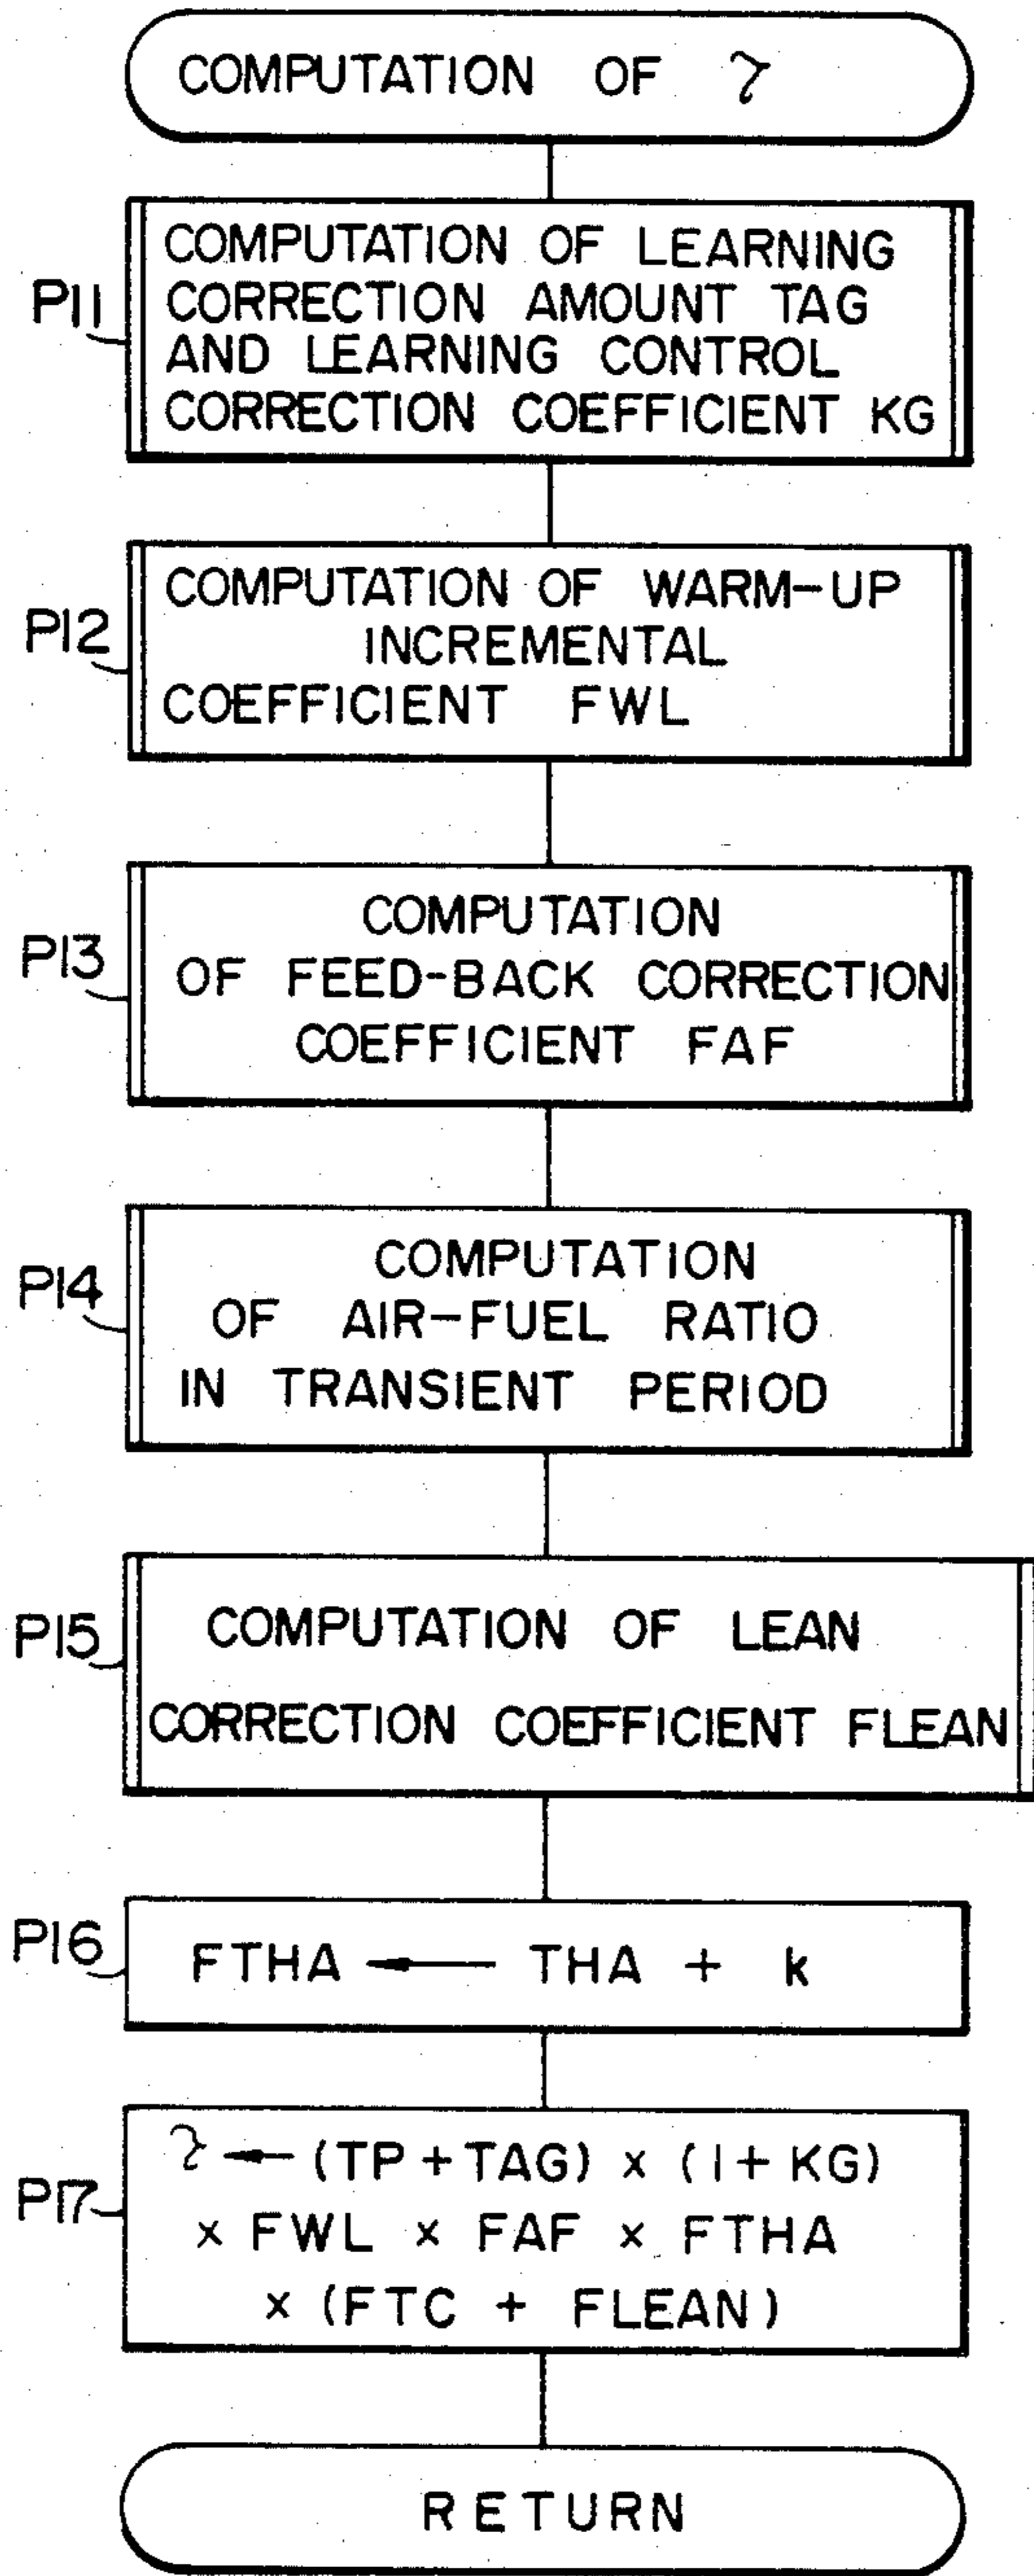 COMPUTATION OF τ
P11
COMPUTATION OF LEARNING
CORRECTION AMOUNT TAG
AND LEARNING CONTROL
CORRECTION COEFFICIENT KG
P12
COMPUTATION OF WARM-UP
INCREMENTAL
COEFFICIENT FWL
P13
COMPUTATION
OF FEED-BACK CORRECTION
COEFFICIENT FAF
P14
COMPUTATION
OF AIR-FUEL RATIO
IN TRANSIENT PERIOD
P15
COMPUTATION OF LEAN
CORRECTION COEFFICIENT FLEAN
P16
FTHA ← THA + k
P17
τ ← (TP + TAG) × (1 + KG)
× FWL × FAF × FTHA
× (FTC + FLEAN)
RETURN